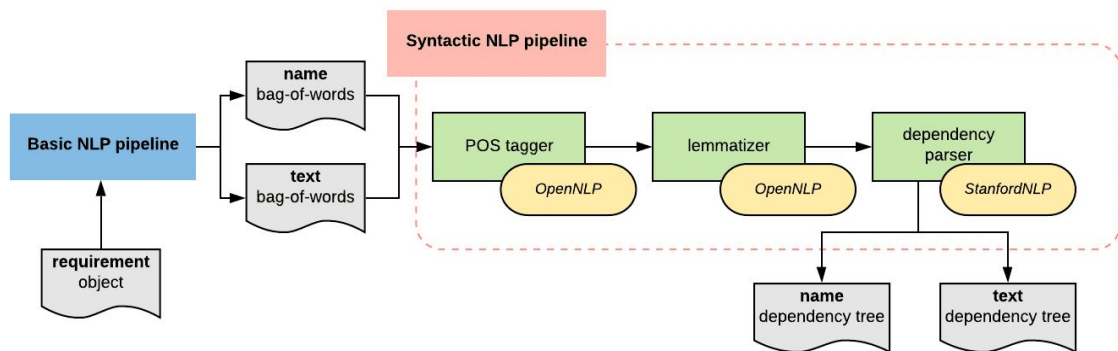 Syntactic NLP pipeline
name
bag-of-words
Basic NLP pipeline
text
bag-of-words
POS tagger
OpenNLP
lemmatizer
OpenNLP
dependency
parser
StanfordNLP
requirement
object
name
dependency tree
text
dependency tree